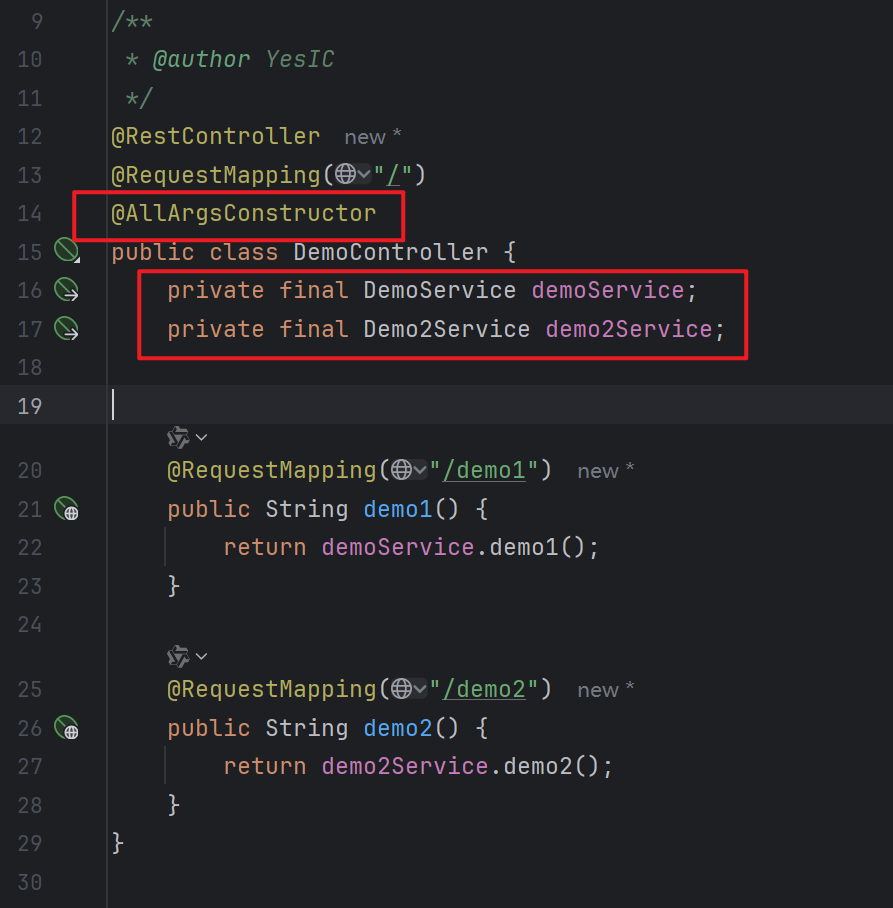 9 /**
10 * @author YesIC
11 */
12 @RestController new *
13 @RequestMapping("/")
14 @AllArgsConstructor
15 public class DemoController {
16 private final DemoService demoService;
17 private final Demo2Service demo2Service;
18
19
20 @RequestMapping("/demo1") new *
21 public String demo1() {
22 return demoService.demo1();
23 }
24
25 @RequestMapping("/demo2") new *
26 public String demo2() {
27 return demo2Service.demo2();
28 }
29 }
30